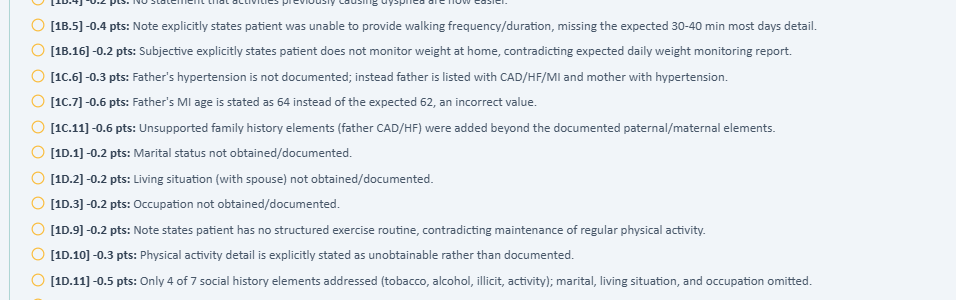 [1B.4] -0.2 pts: No statement that activities previously causing dyspnea are now easier.
[1B.5] -0.4 pts: Note explicitly states patient was unable to provide walking frequency/duration, missing the expected 30-40 min most days detail.
[1B.16] -0.2 pts: Subjective explicitly states patient does not monitor weight at home, contradicting expected daily weight monitoring report.
[1C.6] -0.3 pts: Father's hypertension is not documented; instead father is listed with CAD/HF/MI and mother with hypertension.
[1C.7] -0.6 pts: Father's MI age is stated as 64 instead of the expected 62, an incorrect value.
[1C.11] -0.6 pts: Unsupported family history elements (father CAD/HF) were added beyond the documented paternal/maternal elements.
[1D.1] -0.2 pts: Marital status not obtained/documented.
[1D.2] -0.2 pts: Living situation (with spouse) not obtained/documented.
[1D.3] -0.2 pts: Occupation not obtained/documented.
[1D.9] -0.2 pts: Note states patient has no structured exercise routine, contradicting maintenance of regular physical activity.
[1D.10] -0.3 pts: Physical activity detail is explicitly stated as unobtainable rather than documented.
[1D.11] -0.5 pts: Only 4 of 7 social history elements addressed (tobacco, alcohol, illicit, activity); marital, living situation, and occupation omitted.